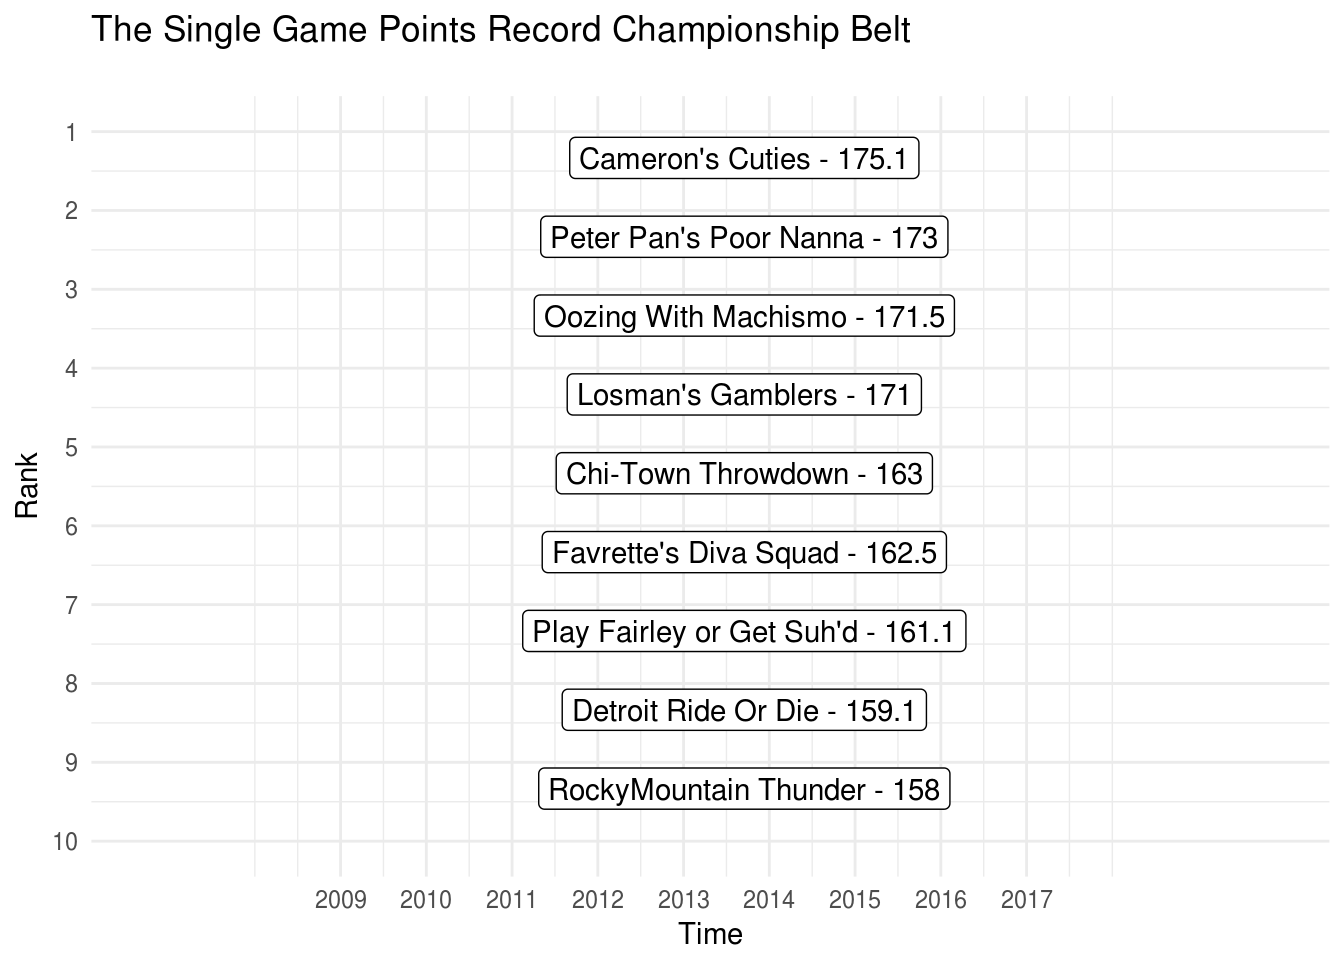 The Single Game Points Record Championship Belt
1
Cameron's Cuties - 175.1
2
Peter Pan's Poor Nanna - 173
3
Oozing With Machismo - 171.5
4
Losman's Gamblers - 171
5
Chi-Town Throwdown - 163
Rank
6
Favrette's Diva Squad - 162.5
7
Play Fairley or Get Suh'd - 161.1
8
Detroit Ride Or Die - 159.1
9
RockyMountain Thunder - 158
10
2009 2010 2011 2012 2013 2014 2015 2016 2017
Time